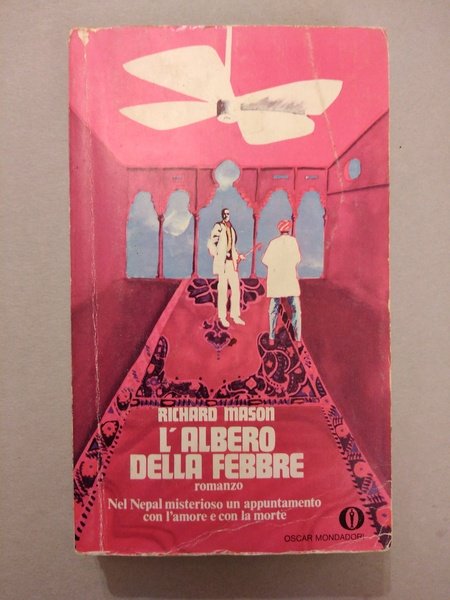 RICHARD MASON
L'ALBERO
DELLA FEBBRE
romanzo
Nel Nepal misterioso un appuntamento
con l'amore e con la morte
OSCAR MONDADORI